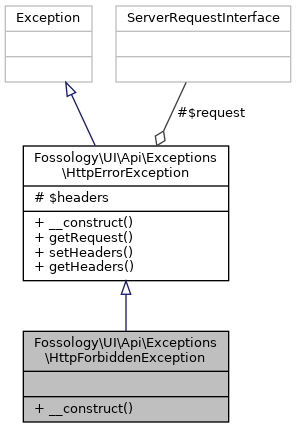 Exception
ServerRequestInterface
#$request
Fossology\UI\Api\Exceptions
\HttpErrorException
# $headers
+ __construct()
+ getRequest()
+ setHeaders()
+ getHeaders()
Fossology\UI\Api\Exceptions
\HttpForbiddenException
+ __construct()